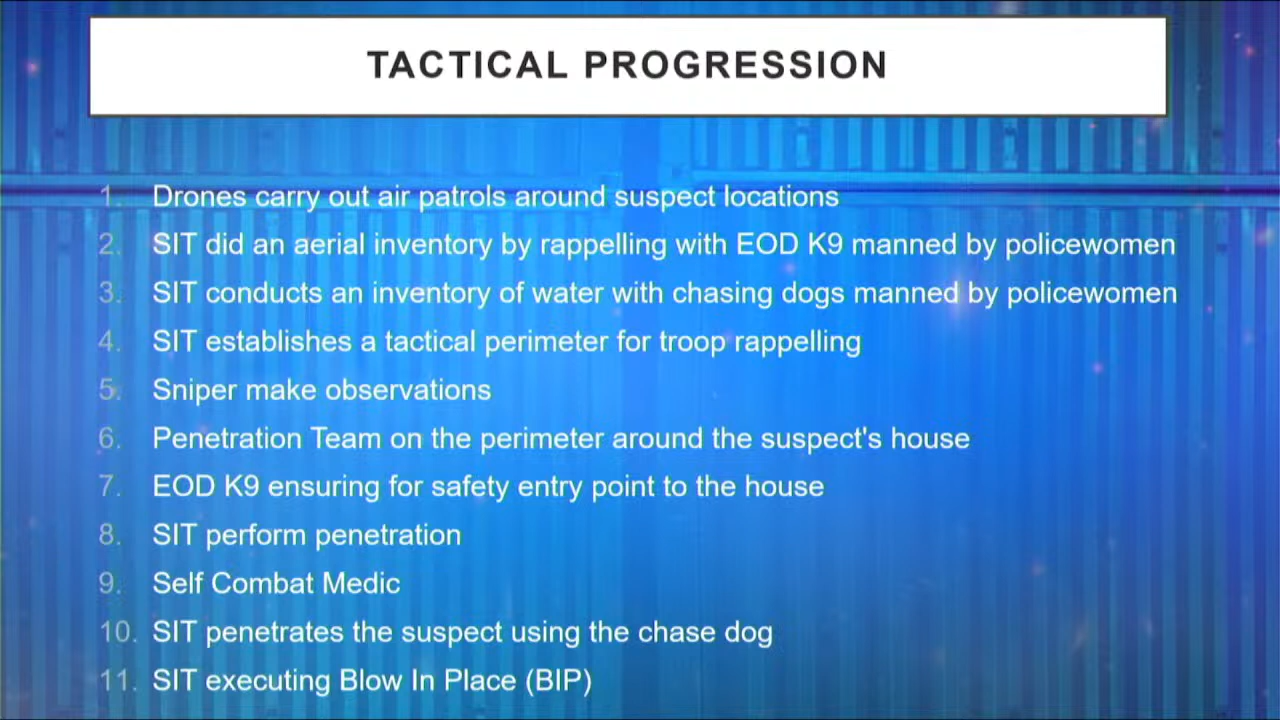 TACTICAL PROGRESSION
1. Drones carry out air patrols around suspect locations
2. SIT did an aerial inventory by rappelling with EOD K9 manned by policewomen
3. SIT conducts an inventory of water with chasing dogs manned by policewomen
4. SIT establishes a tactical perimeter for troop rappelling
5. Sniper make observations
6. Penetration Team on the perimeter around the suspect's house
7. EOD K9 ensuring for safety entry point to the house
8. SIT perform penetration
9. Self Combat Medic
10. SIT penetrates the suspect using the chase dog
11. SIT executing Blow In Place (BIP)